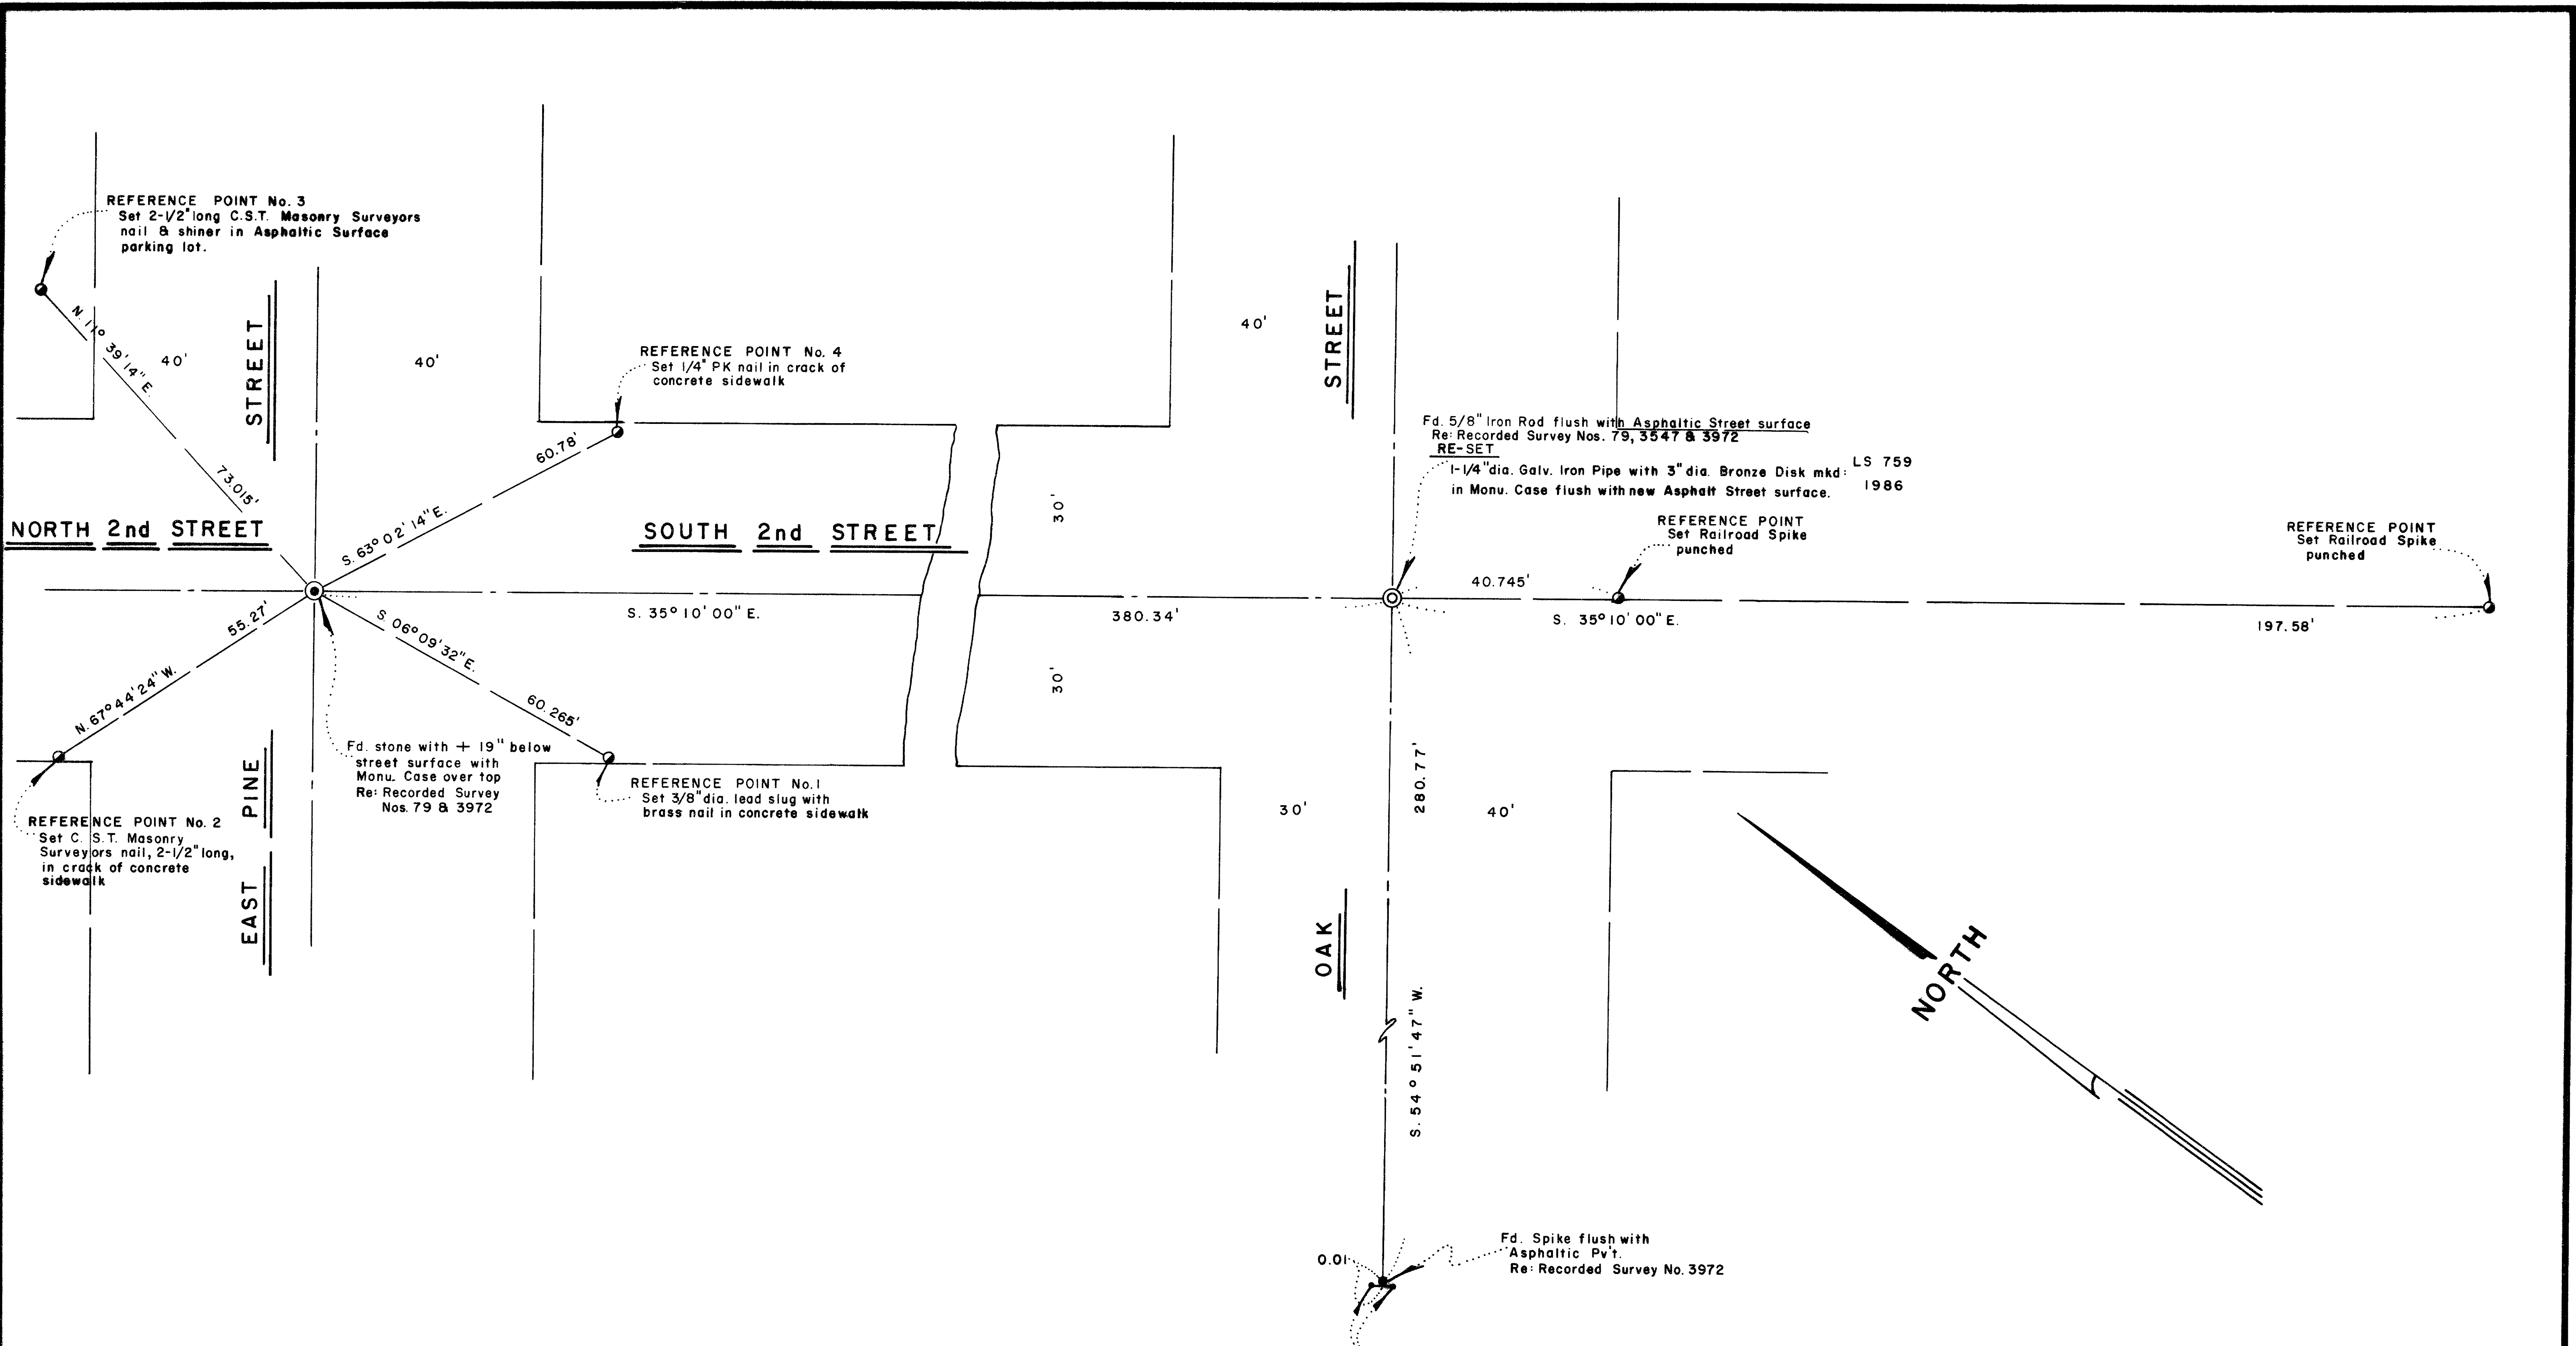 REFERENCE POINT No. 3
Set 2-1/2" long C.S.T. Masonry Surveyors
nail & shiner in Asphaltic Surface
parking lot.
N. 11° 39' 14" E.
73.015'
40'
STREET
40'
REFERENCE POINT No. 4
Set 1/4" PK nail in crack of
concrete sidewalk
60.78'
S. 63° 02' 14" E.
NORTH 2nd STREET
SOUTH 2nd STREET
55.27'
N. 67° 44' 24" W.
S. 06° 09' 32" E.
60.265'
S. 35° 10' 00" E.
380.34'
30'
30'
Fd. stone with + 19" below
street surface with
Monu. Case over top
Re: Recorded Survey
Nos. 79 & 3972
REFERENCE POINT No. 1
Set 3/8" dia. lead slug with
brass nail in concrete sidewalk
REFERENCE POINT No. 2
Set C. S.T. Masonry
Surveyors nail, 2-1/2" long,
in crack of concrete
sidewalk
EAST PINE
40'
STREET
Fd. 5/8" Iron Rod flush with Asphaltic Street surface
Re: Recorded Survey Nos. 79, 3547 & 3972
RE-SET
1-1/4" dia. Galv. Iron Pipe with 3" dia. Bronze Disk mkd: LS 759
1986
in Monu. Case flush with new Asphalt Street surface.
REFERENCE POINT
Set Railroad Spike
punched
REFERENCE POINT
Set Railroad Spike
punched
40.745'
S. 35° 10' 00" E.
197.58'
30'
280.77'
40'
OAK
S. 54° 51' 47" W.
NORTH
0.01
Fd. Spike flush with
Asphaltic Pv't.
Re: Recorded Survey No. 3972